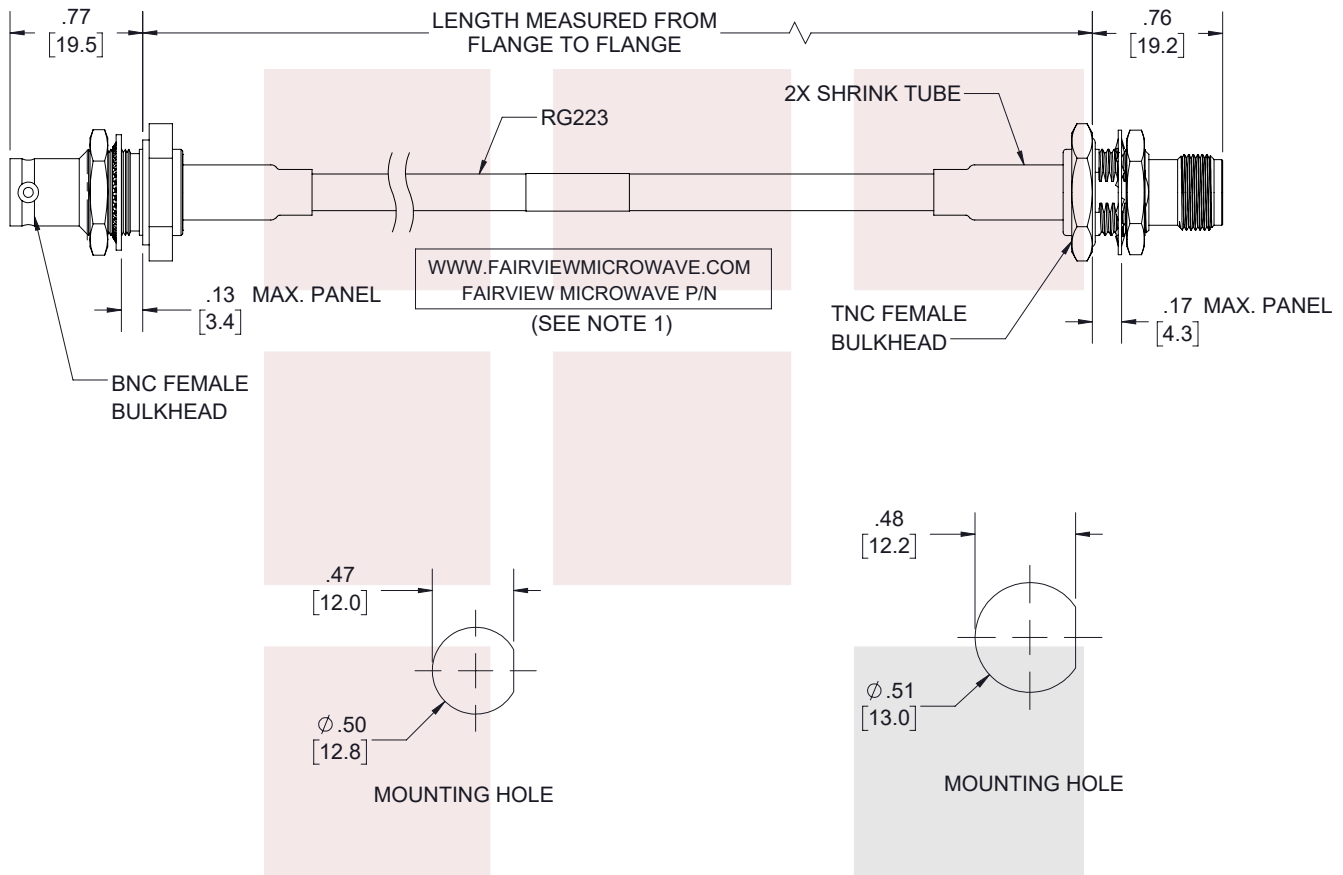 .77
[19.5]
LENGTH MEASURED FROM
FLANGE TO FLANGE
.76
[19.2]
2X SHRINK TUBE
RG223
WWW.FAIRVIEWMICROWAVE.COM
FAIRVIEW MICROWAVE P/N
(SEE NOTE 1)
.13 MAX. PANEL
[3.4]
TNC FEMALE
BULKHEAD
.17 MAX. PANEL
[4.3]
BNC FEMALE
BULKHEAD
.47
[12.0]
Ø.50
[12.8]
MOUNTING HOLE
.48
[12.2]
Ø.51
[13.0]
MOUNTING HOLE